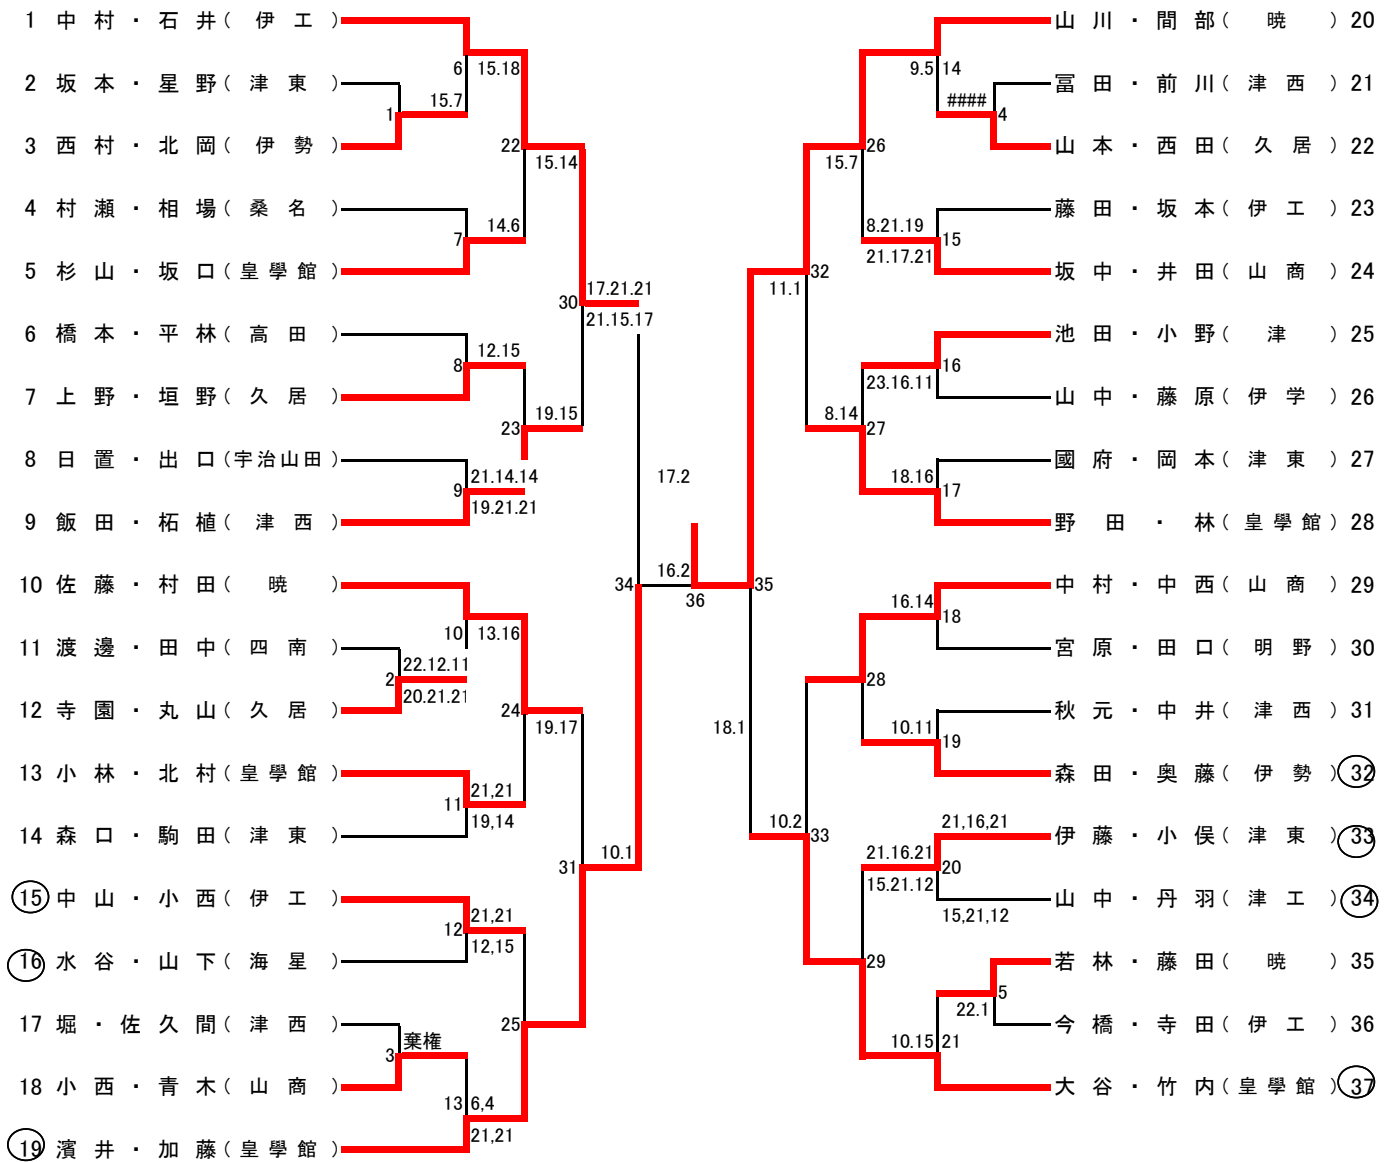 1 中村・石井(伊工)
2 坂本・星野(津東)
3 西村・北岡(伊勢)
4 村瀬・相場(桑名)
5 杉山・坂口(皇學館)
6 橋本・平林(高田)
7 上野・垣野(久居)
8 日置・出口(宇治山田)
9 飯田・柘植(津西)
10 佐藤・村田(暁)
11 渡邊・田中(四南)
12 寺園・丸山(久居)
13 小林・北村(皇學館)
14 森口・駒田(津東)
15 中山・小西(伊工)
16 水谷・山下(海星)
17 堀・佐久間(津西)
18 小西・青木(山商)
19 濱井・加藤(皇學館)
6 15.18
1 15.7
22 15.14
7 14.6
30 17.21.21
21.15.17
8 12.15
23 19.15
9 21.14.14
19.21.21
17.2
34 16.2
36
10 13.16
2 22.12.11
20.21.21
24 19.17
11 21,21
19,14
31 10.1
12 21,21
12,15
25
3 棄権
13 6,4
21,21
山川・間部(暁)20
冨田・前川(津西)21
山本・西田(久居)22
藤田・坂本(伊工)23
坂中・井田(山商)24
池田・小野(津)25
山中・藤原(伊学)26
國府・岡本(津東)27
野田・林(皇學館)28
中村・中西(山商)29
宮原・田口(明野)30
秋元・中井(津西)31
森田・奥藤(伊勢)32
伊藤・小俣(津東)33
山中・丹羽(津工)34
若林・藤田(暁)35
今橋・寺田(伊工)36
大谷・竹内(皇學館)37
9.5 14
#### 4
15.7 26
8.21.19 15
21.17.21
11.1 32
16
23.16.11
8.14 27
18.16 17
35
16.14 18
28
18.1
10.11 19
10.2 33
21,16,21
21.16.21 20
15.21.12
15,21,12
29
5
22.1
10.15 21